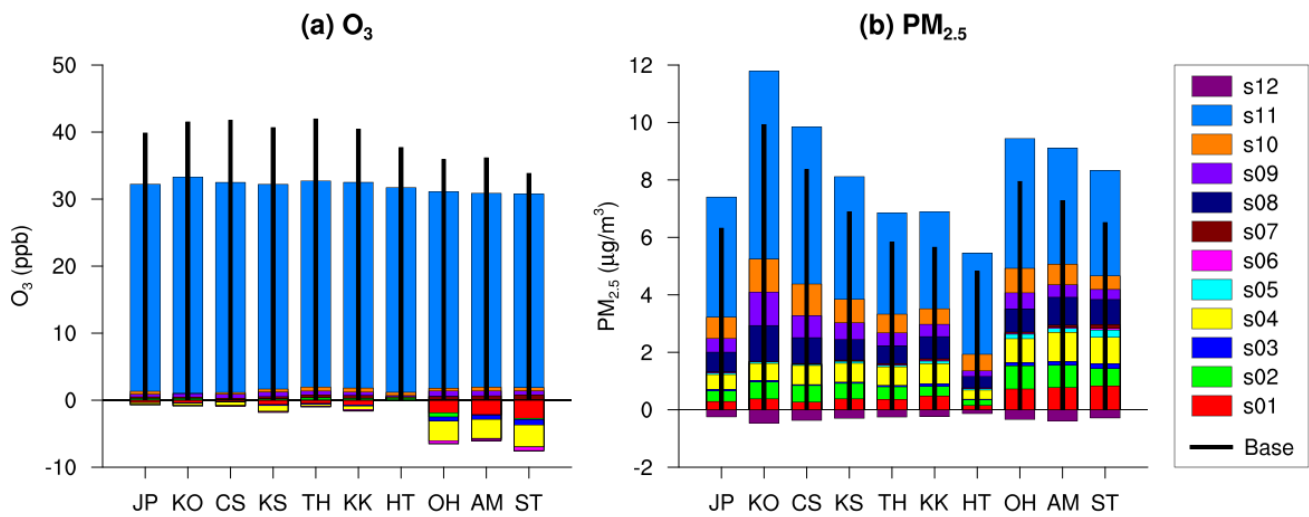 (a) O₃
(b) PM₂.₅
O₃ (ppb)
50
40
30
20
10
0
-10
JP KO CS KS TH KK HT OH AM ST
PM₂.₅ (µg/m³)
12
10
8
6
4
2
0
-2
JP KO CS KS TH KK HT OH AM ST
s12
s11
s10
s09
s08
s07
s06
s05
s04
s03
s02
s01
Base